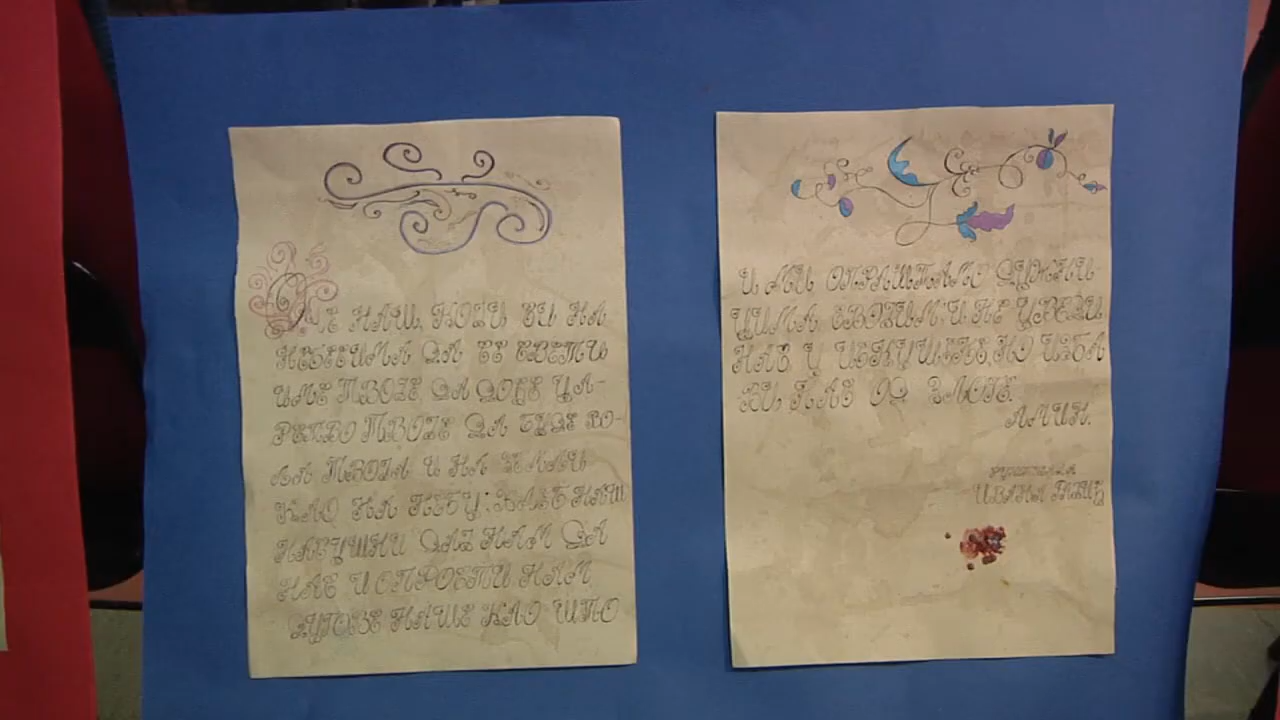 ОЧЕ НАШ, КОЈИ СИ НА
НЕБЕСИМА ДА СЕ СВЕТИ
ИМЕ ТВОЈЕ, ДА ДОЂЕ ЦА-
РСТВО ТВОЈЕ ДА БУДЕ ВО-
ЉА ТВОЈА И НА ЗЕМЉИ
КАО НА НЕБУ; ХЛЕБ НАШ
НАСУШНИ ДАЈ НАМ ДА
НАС И ОПРОСТИ НАМ
ДУГОВЕ НАШЕ КАО ШТО
И МИ ОПРАШТАМО ДУЖНИ
ЦИМА СВОЈИМ; И НЕ УВЕДИ
НАС У ИСКУШЕЊЕ, НО ИЗБА
ВИ НАС ОД ЗЛОГА.
АМИН.
ИВАНА